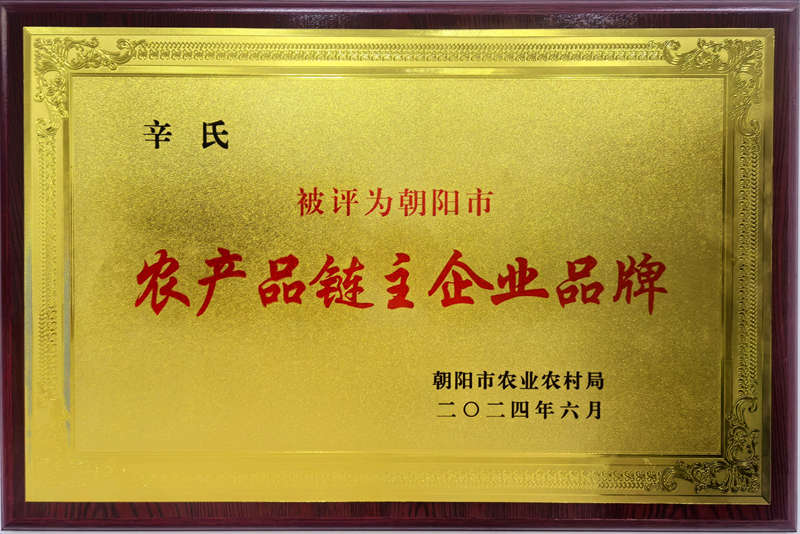 辛 氏
被评为朝阳市
农产品链主企业品牌
朝阳市农业农村局
二〇二四年六月